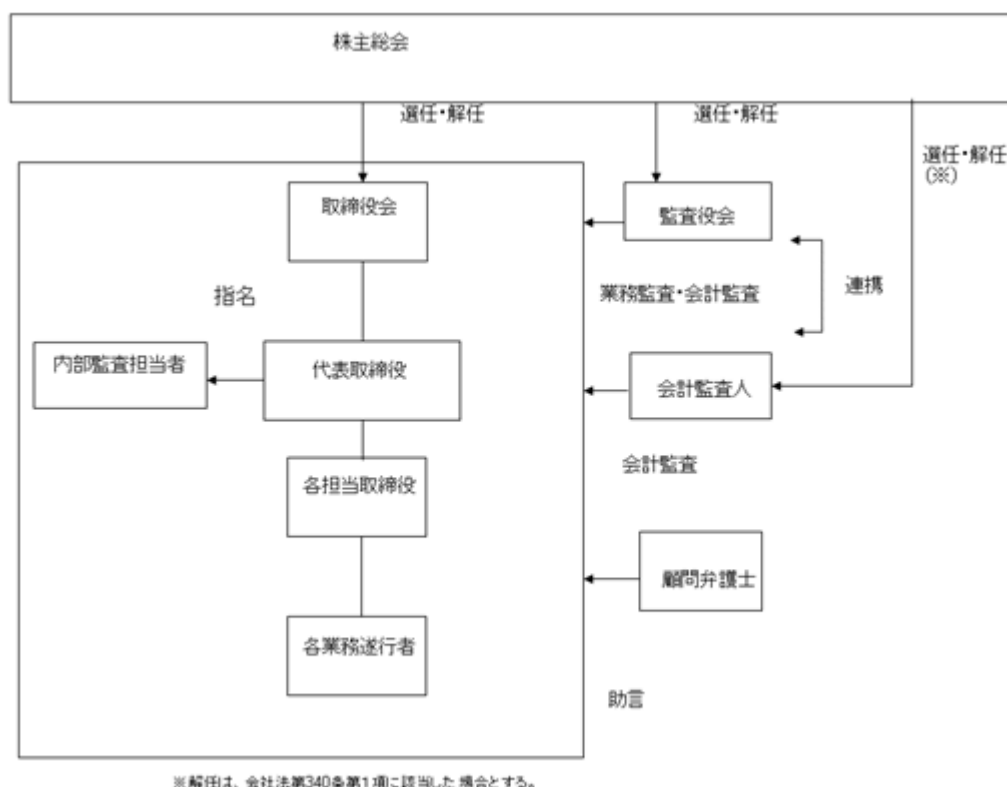 株主総会
選任・解任
選任・解任
選任・解任
(※)
取締役会
監査役会
指名
業務監査・会計監査
連携
内部監査担当者
代表取締役
会計監査人
会計監査
各担当取締役
顧問弁護士
各業務遂行者
助言
※解任は、会社法第340条第1項に該当した場合とする。